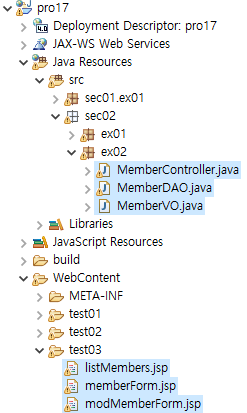 pro17
Deployment Descriptor: pro17
JAX-WS Web Services
Java Resources
src
sec01.ex01
sec02
ex01
ex02
MemberController.java
MemberDAO.java
MemberVO.java
Libraries
JavaScript Resources
build
WebContent
META-INF
test01
test02
test03
listMembers.jsp
memberForm.jsp
modMemberForm.jsp